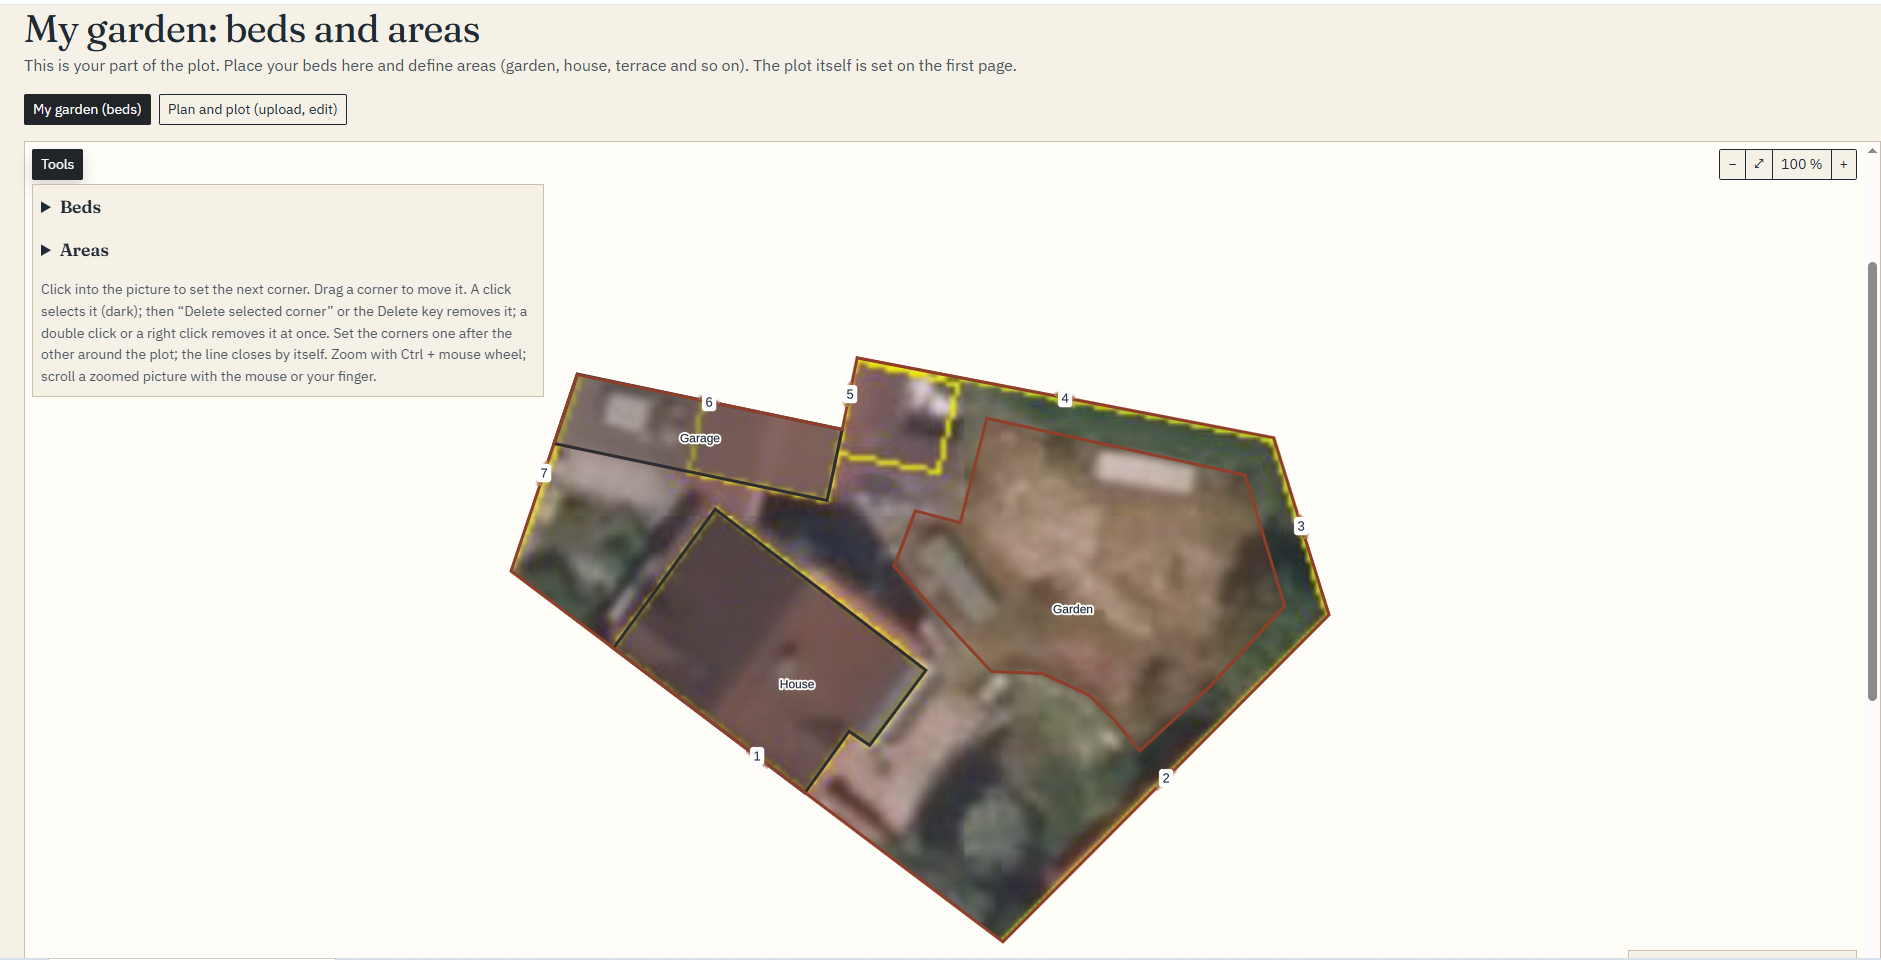 My garden: beds and areas
This is your part of the plot. Place your beds here and define areas (garden, house, terrace and so on). The plot itself is set on the first page.
My garden (beds)
Plan and plot (upload, edit)
Tools
− ⤢ 100 % +
▶ Beds
▶ Areas
Click into the picture to set the next corner. Drag a corner to move it. A click
selects it (dark); then “Delete selected corner” or the Delete key removes it; a
double click or a right click removes it at once. Set the corners one after the
other around the plot; the line closes by itself. Zoom with Ctrl + mouse wheel;
scroll a zoomed picture with the mouse or your finger.
5
4
6
Garage
7
3
Garden
House
1
2